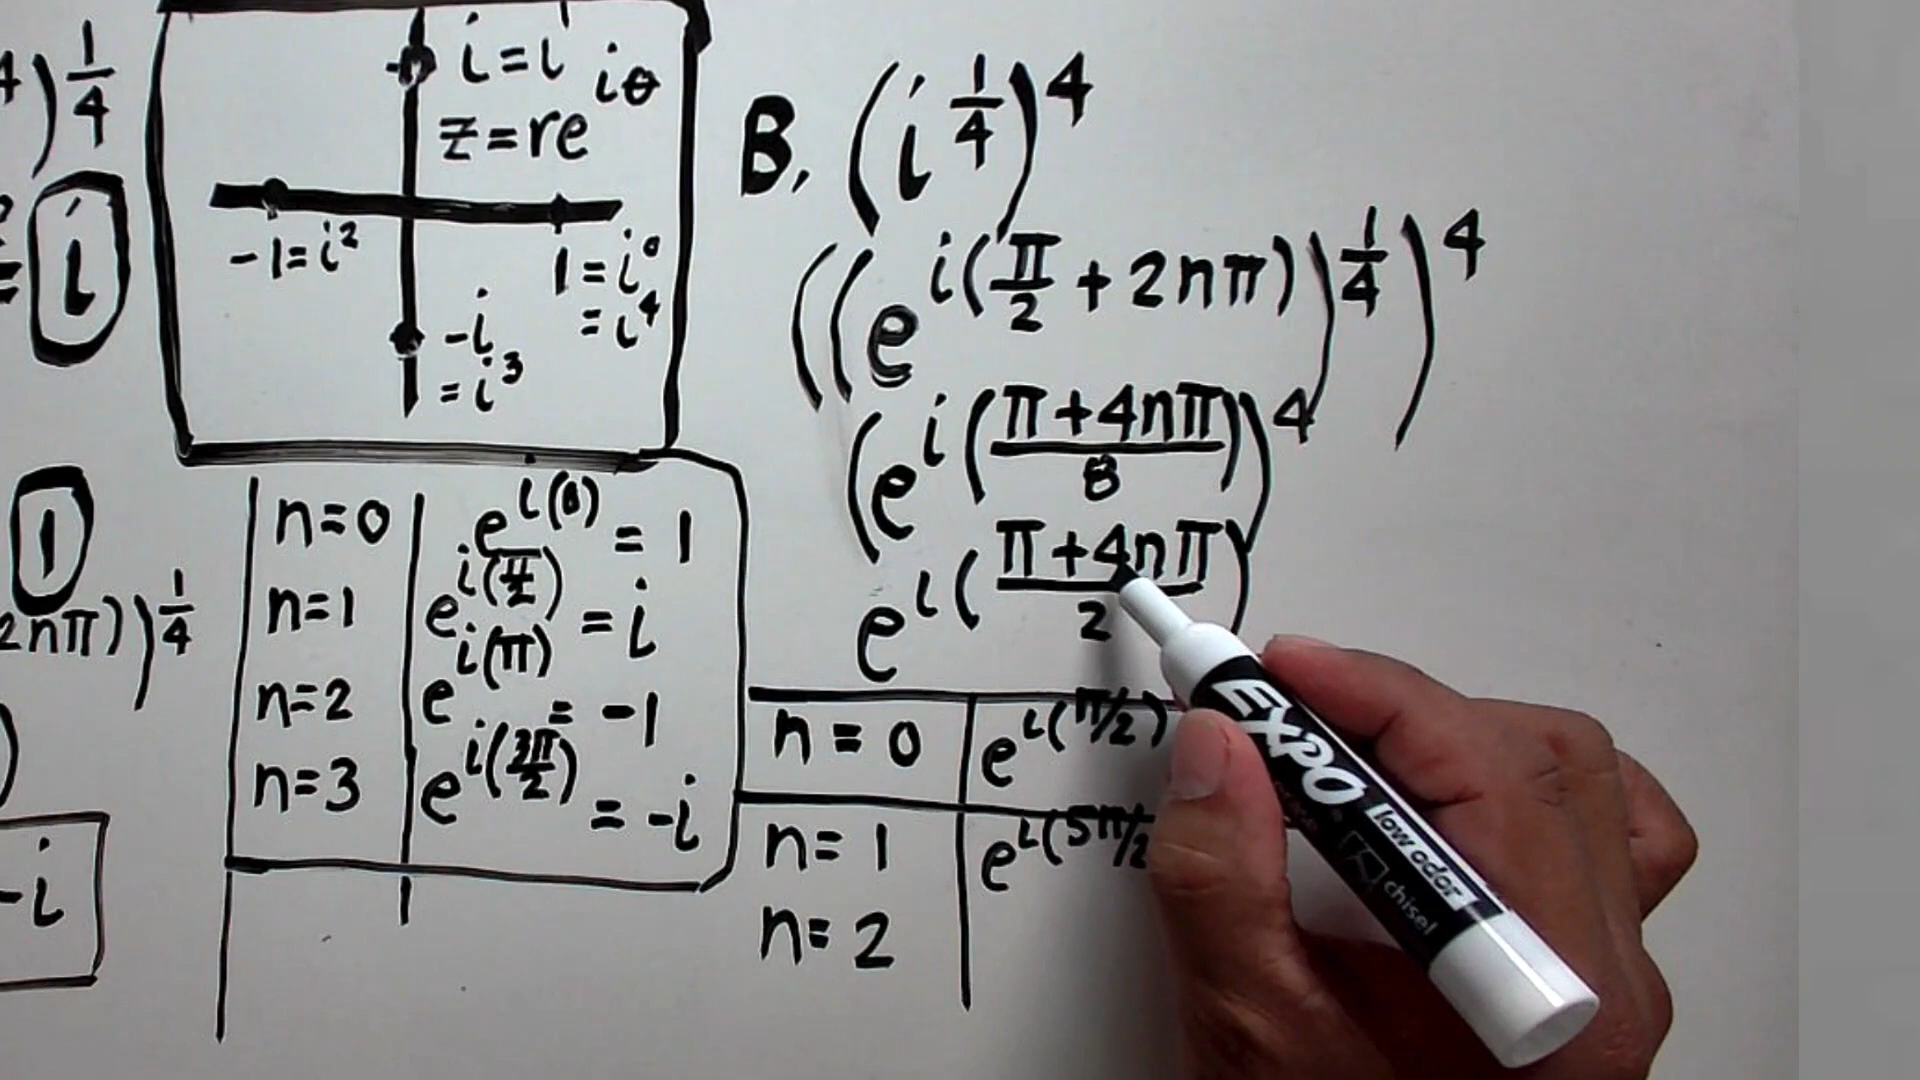 4)^{1/4}
= i
i = i^1
z = re^{iθ}
-1 = i^2
1 = i^0
= i^4
-i
= i^3
1
2nπ))^{1/4}
-i
n=0 e^{i(0)} = 1
n=1 e^{i(π/2)} = i
n=2 e^{i(π)} = -1
n=3 e^{i(3π/2)} = -i
B. (i^{1/4})^4
((e^{i(π/2 + 2nπ)})^{1/4})^4
(e^{i((π+4nπ)/8)})^4
e^{i((π+4nπ)/2)}
n = 0 e^{i(π/2)}
n = 1 e^{i(5π/2
n = 2
EXPO
low odor
chisel